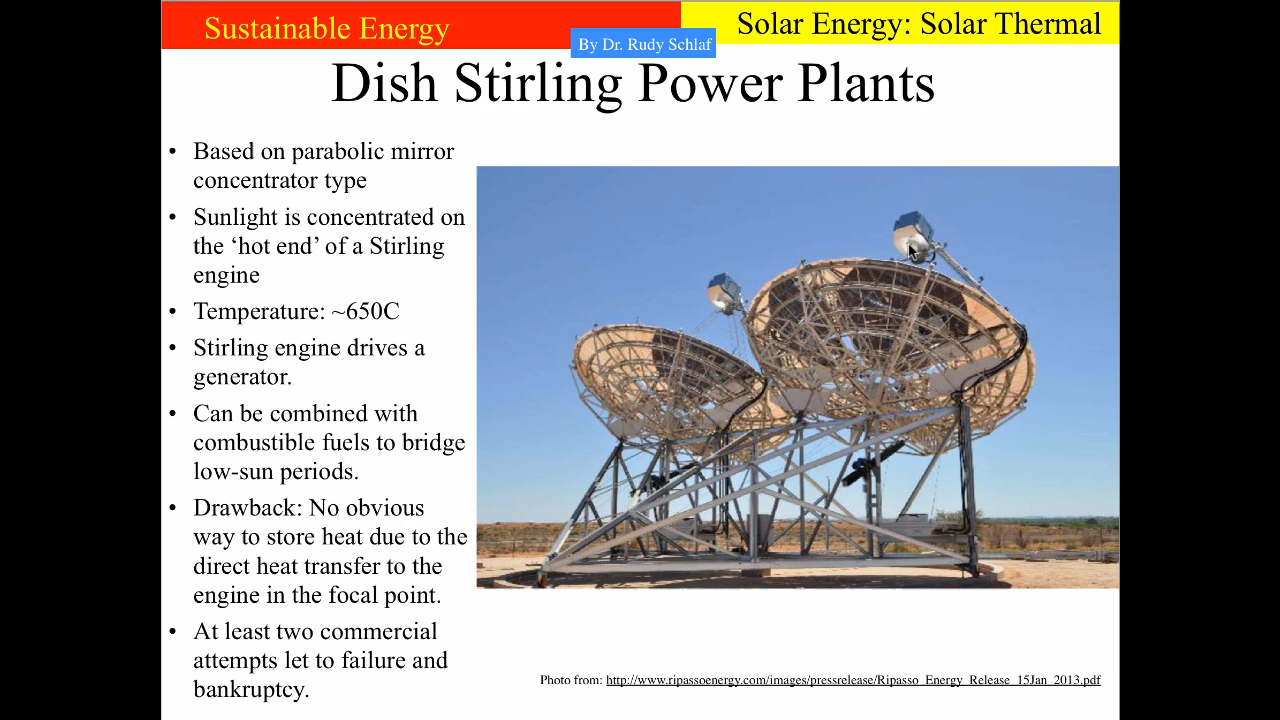 Sustainable Energy
Solar Energy: Solar Thermal
By Dr. Rudy Schlaf
Dish Stirling Power Plants
• Based on parabolic mirror
concentrator type
• Sunlight is concentrated on
the ‘hot end’ of a Stirling
engine
• Temperature: ~650C
• Stirling engine drives a
generator.
• Can be combined with
combustible fuels to bridge
low-sun periods.
• Drawback: No obvious
way to store heat due to the
direct heat transfer to the
engine in the focal point.
• At least two commercial
attempts let to failure and
bankruptcy.
Photo from: http://www.ripassoenergy.com/images/pressrelease/Ripasso_Energy_Release_15Jan_2013.pdf